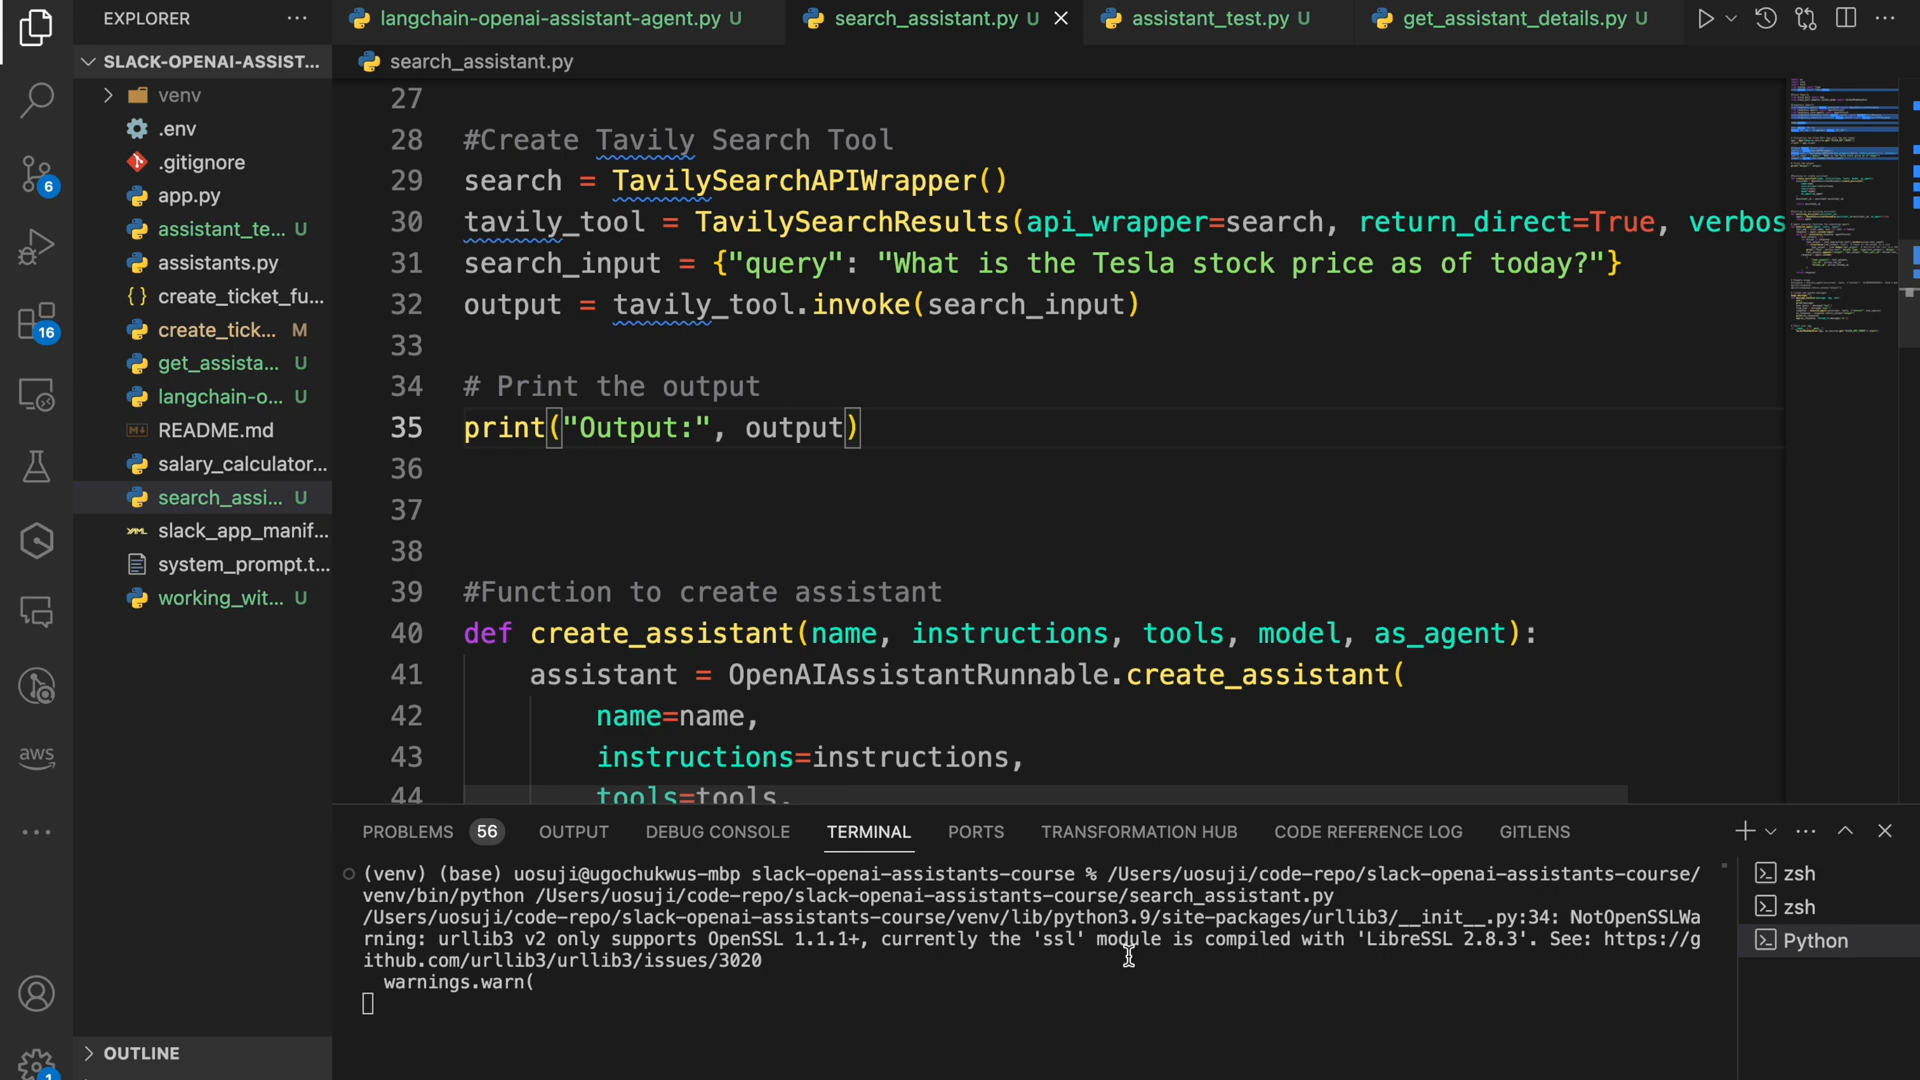 EXPLORER
langchain-openai-assistant-agent.py U
search_assistant.py U
assistant_test.py U
get_assistant_details.py U
SLACK-OPENAI-ASSIST...
search_assistant.py
venv
.env
.gitignore
app.py
assistant_te... U
assistants.py
create_ticket_fu...
create_tick... M
get_assista... U
langchain-o... U
README.md
salary_calculator...
search_assi... U
slack_app_manif...
system_prompt.t...
working_wit... U
OUTLINE
6
16
aws
1
27
28 #Create Tavily Search Tool
29 search = TavilySearchAPIWrapper()
30 tavily_tool = TavilySearchResults(api_wrapper=search, return_direct=True, verbos
31 search_input = {"query": "What is the Tesla stock price as of today?"}
32 output = tavily_tool.invoke(search_input)
33
34 # Print the output
35 print("Output:", output)
36
37
38
39 #Function to create assistant
40 def create_assistant(name, instructions, tools, model, as_agent):
41 assistant = OpenAIAssistantRunnable.create_assistant(
42 name=name,
43 instructions=instructions,
44 tools=tools,
PROBLEMS 56 OUTPUT DEBUG CONSOLE TERMINAL PORTS TRANSFORMATION HUB CODE REFERENCE LOG GITLENS
(venv) (base) uosuji@ugochukwus-mbp slack-openai-assistants-course % /Users/uosuji/code-repo/slack-openai-assistants-course/
venv/bin/python /Users/uosuji/code-repo/slack-openai-assistants-course/search_assistant.py
/Users/uosuji/code-repo/slack-openai-assistants-course/venv/lib/python3.9/site-packages/urllib3/__init__.py:34: NotOpenSSLWa
rning: urllib3 v2 only supports OpenSSL 1.1.1+, currently the 'ssl' module is compiled with 'LibreSSL 2.8.3'. See: https://g
ithub.com/urllib3/urllib3/issues/3020
warnings.warn(
zsh
zsh
Python